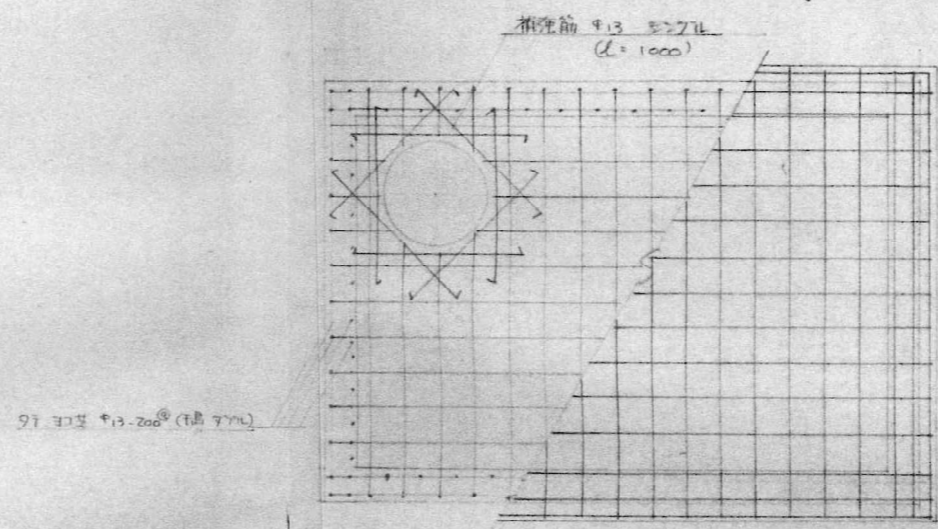 補強筋 φ13 シングル
(l=1000)
タテ ヨコ共 φ13-200@ (千鳥 ダブル)